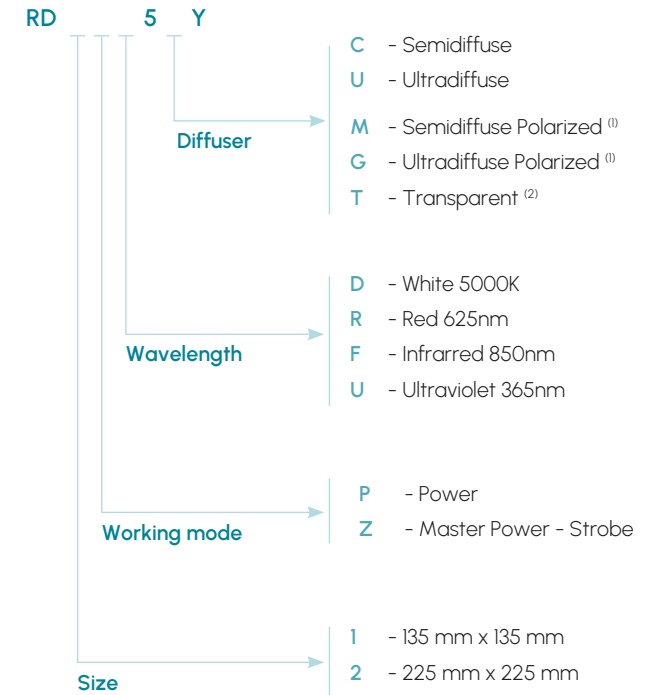 RD 5 Y
C - Semidiffuse
U - Ultradiffuse
M - Semidiffuse Polarized (1)
G - Ultradiffuse Polarized (1)
T - Transparent (2)
Diffuser
D - White 5000K
R - Red 625nm
F - Infrarred 850nm
U - Ultraviolet 365nm
Wavelength
P - Power
Z - Master Power - Strobe
Working mode
1 - 135 mm x 135 mm
2 - 225 mm x 225 mm
Size